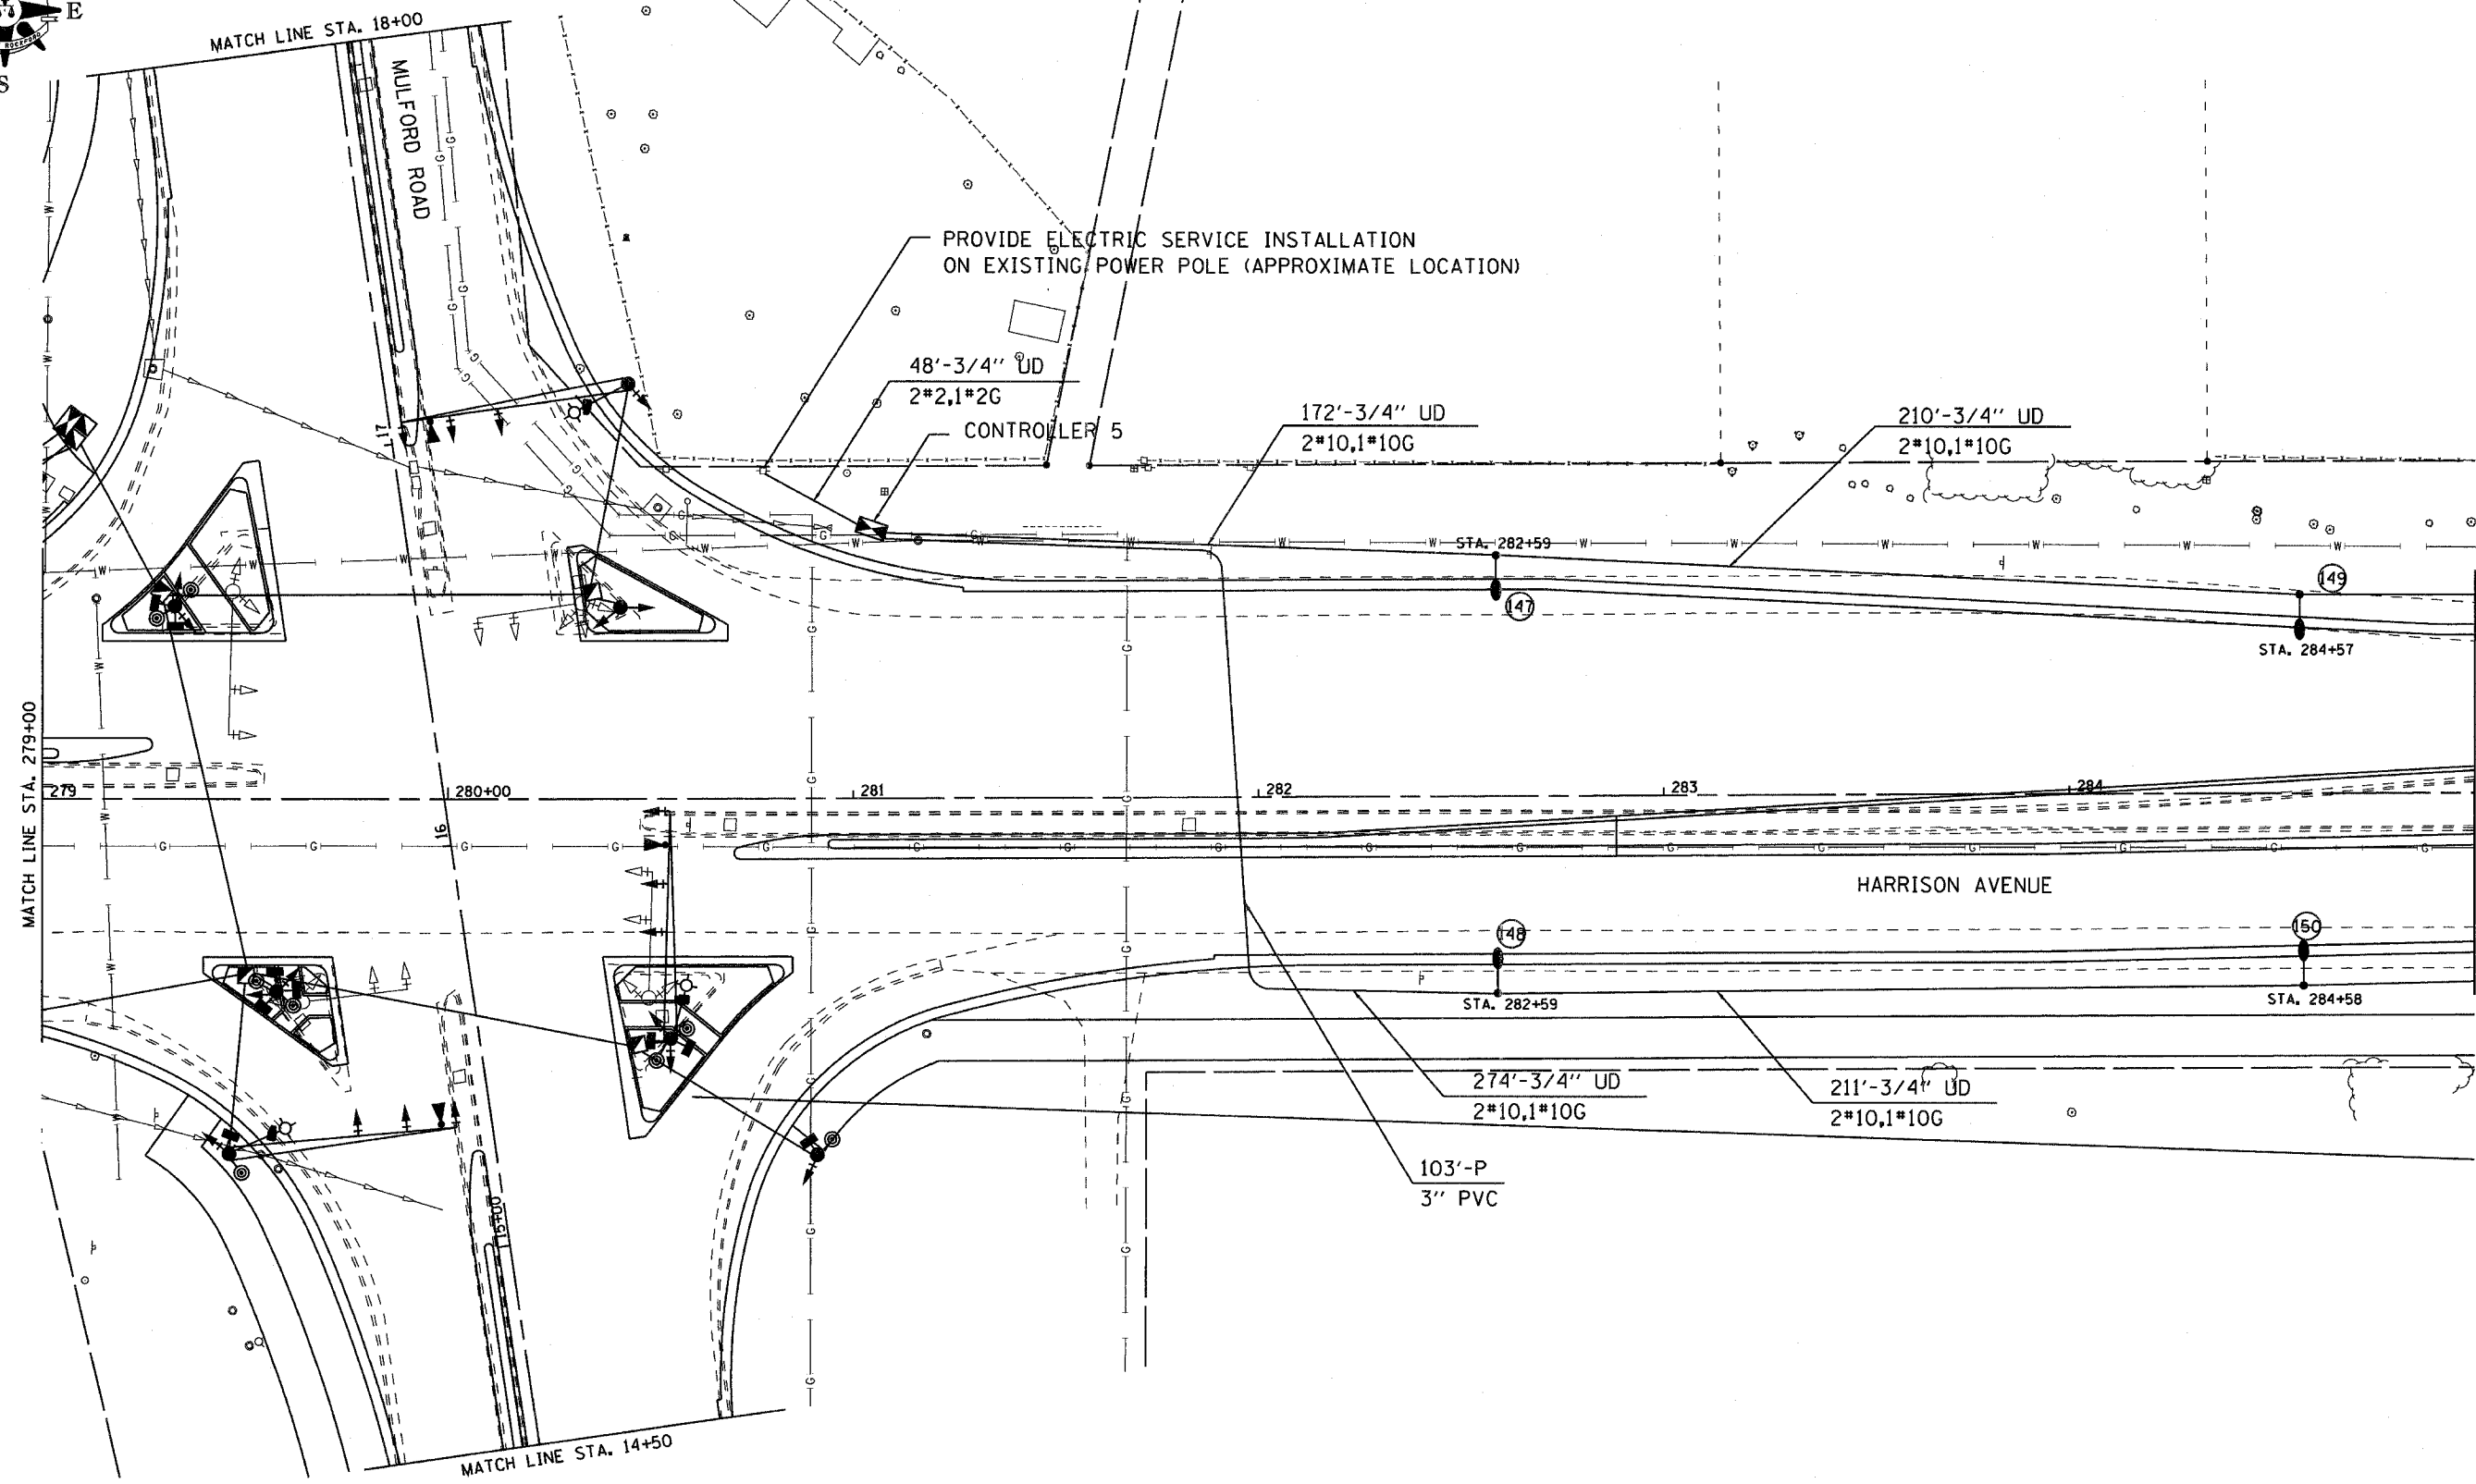 E
ROCKFORD
S
MATCH LINE STA. 18+00
MULFORD ROAD
PROVIDE ELECTRIC SERVICE INSTALLATION
ON EXISTING POWER POLE (APPROXIMATE LOCATION)
48'-3/4" UD
2#2,1#2G
CONTROLLER 5
172'-3/4" UD
2#10,1#10G
210'-3/4" UD
2#10,1#10G
17
STA. 282+59
147
149
STA. 284+57
MATCH LINE STA. 279+00
279
280+00
281
282
283
284
16
HARRISON AVENUE
148
150
STA. 282+59
STA. 284+58
274'-3/4" UD
2#10,1#10G
211'-3/4" UD
2#10,1#10G
103'-P
3" PVC
15+00
MATCH LINE STA. 14+50